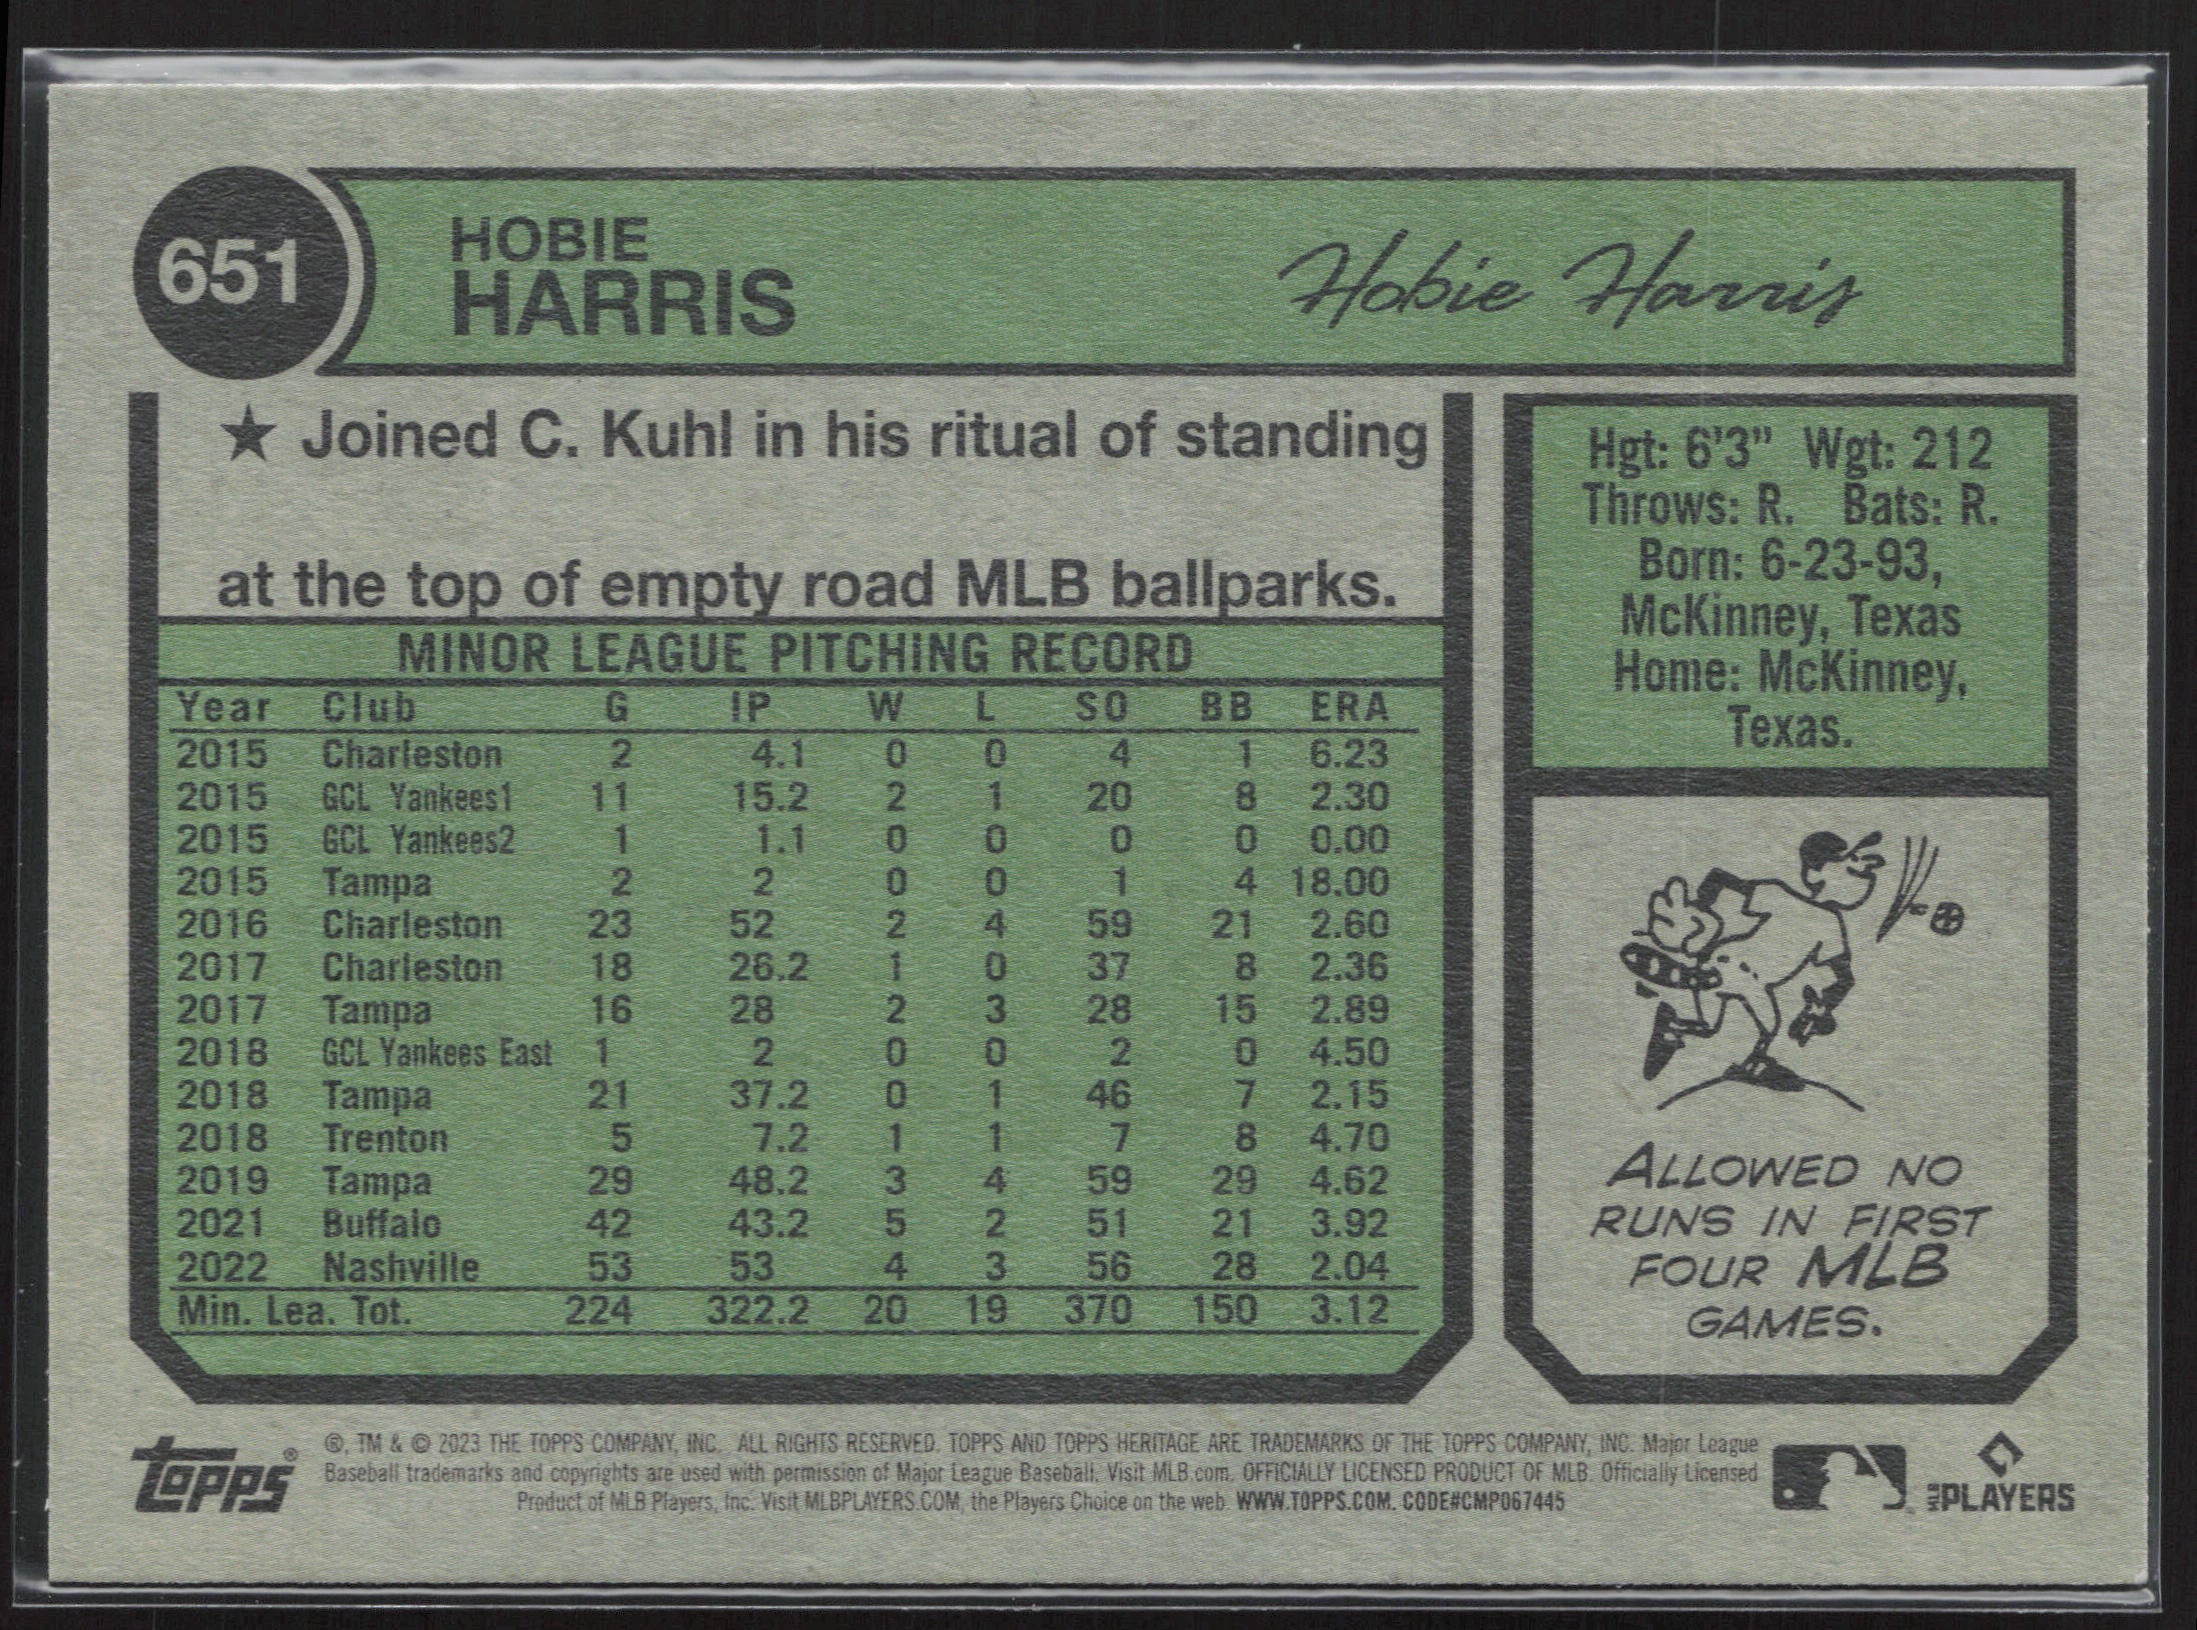 651
HOBIE
HARRIS
Hobie Harris
★ Joined C. Kuhl in his ritual of standing
at the top of empty road MLB ballparks.
MINOR LEAGUE PITCHING RECORD
Year Club G IP W L SO BB ERA
2015 Charleston 2 4.1 0 0 4 1 6.23
2015 GCL Yankees1 11 15.2 2 1 20 8 2.30
2015 GCL Yankees2 1 1.1 0 0 0 0 0.00
2015 Tampa 2 2 0 0 1 4 18.00
2016 Charleston 23 52 2 4 59 21 2.60
2017 Charleston 18 26.2 1 0 37 8 2.36
2017 Tampa 16 28 2 3 28 15 2.89
2018 GCL Yankees East 1 2 0 0 2 0 4.50
2018 Tampa 21 37.2 0 1 46 7 2.15
2018 Trenton 5 7.2 1 1 7 8 4.70
2019 Tampa 29 48.2 3 4 59 29 4.62
2021 Buffalo 42 43.2 5 2 51 21 3.92
2022 Nashville 53 53 4 3 56 28 2.04
Min. Lea. Tot. 224 322.2 20 19 370 150 3.12
Hgt: 6'3" Wgt: 212
Throws: R. Bats: R.
Born: 6-23-93,
McKinney, Texas
Home: McKinney,
Texas.
ALLOWED NO
RUNS IN FIRST
FOUR MLB
GAMES.
topps®
®, TM & © 2023 THE TOPPS COMPANY, INC. ALL RIGHTS RESERVED. TOPPS AND TOPPS HERITAGE ARE TRADEMARKS OF THE TOPPS COMPANY, INC. Major League
Baseball trademarks and copyrights are used with permission of Major League Baseball. Visit MLB.com. OFFICIALLY LICENSED PRODUCT OF MLB. Officially Licensed
Product of MLB Players, Inc. Visit MLBPLAYERS.COM, the Players Choice on the web. WWW.TOPPS.COM. CODE#CMP067445
MLB PLAYERS